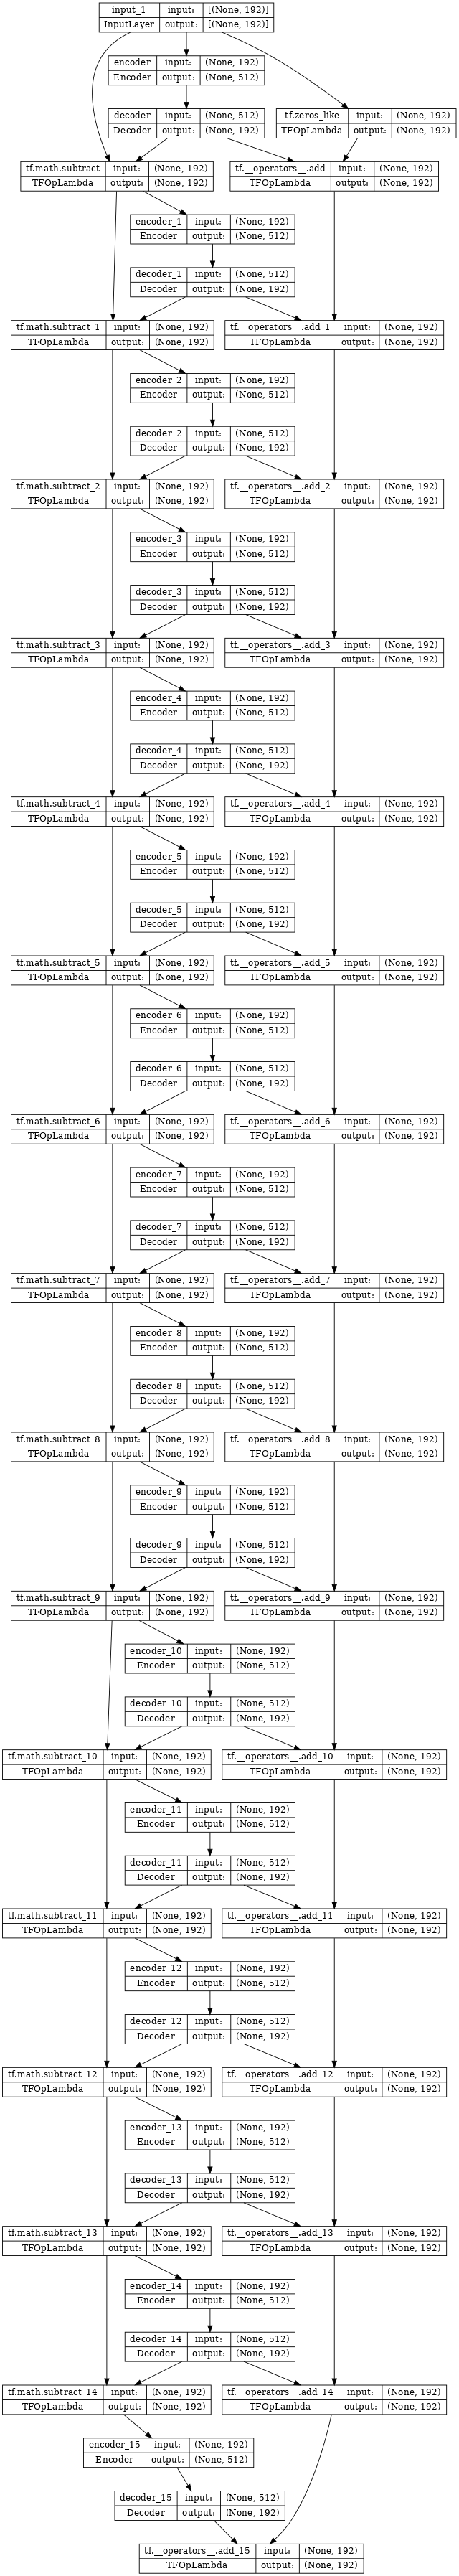 input_1 input: [(None, 192)]
InputLayer output: [(None, 192)]
encoder input: (None, 192)
Encoder output: (None, 512)
decoder input: (None, 512)
Decoder output: (None, 192)
tf.zeros_like input: (None, 192)
TFOpLambda output: (None, 192)
tf.math.subtract input: (None, 192)
TFOpLambda output: (None, 192)
tf.__operators__.add input: (None, 192)
TFOpLambda output: (None, 192)
encoder_1 input: (None, 192)
Encoder output: (None, 512)
decoder_1 input: (None, 512)
Decoder output: (None, 192)
tf.math.subtract_1 input: (None, 192)
TFOpLambda output: (None, 192)
tf.__operators__.add_1 input: (None, 192)
TFOpLambda output: (None, 192)
encoder_2 input: (None, 192)
Encoder output: (None, 512)
decoder_2 input: (None, 512)
Decoder output: (None, 192)
tf.math.subtract_2 input: (None, 192)
TFOpLambda output: (None, 192)
tf.__operators__.add_2 input: (None, 192)
TFOpLambda output: (None, 192)
encoder_3 input: (None, 192)
Encoder output: (None, 512)
decoder_3 input: (None, 512)
Decoder output: (None, 192)
tf.math.subtract_3 input: (None, 192)
TFOpLambda output: (None, 192)
tf.__operators__.add_3 input: (None, 192)
TFOpLambda output: (None, 192)
encoder_4 input: (None, 192)
Encoder output: (None, 512)
decoder_4 input: (None, 512)
Decoder output: (None, 192)
tf.math.subtract_4 input: (None, 192)
TFOpLambda output: (None, 192)
tf.__operators__.add_4 input: (None, 192)
TFOpLambda output: (None, 192)
encoder_5 input: (None, 192)
Encoder output: (None, 512)
decoder_5 input: (None, 512)
Decoder output: (None, 192)
tf.math.subtract_5 input: (None, 192)
TFOpLambda output: (None, 192)
tf.__operators__.add_5 input: (None, 192)
TFOpLambda output: (None, 192)
encoder_6 input: (None, 192)
Encoder output: (None, 512)
decoder_6 input: (None, 512)
Decoder output: (None, 192)
tf.math.subtract_6 input: (None, 192)
TFOpLambda output: (None, 192)
tf.__operators__.add_6 input: (None, 192)
TFOpLambda output: (None, 192)
encoder_7 input: (None, 192)
Encoder output: (None, 512)
decoder_7 input: (None, 512)
Decoder output: (None, 192)
tf.math.subtract_7 input: (None, 192)
TFOpLambda output: (None, 192)
tf.__operators__.add_7 input: (None, 192)
TFOpLambda output: (None, 192)
encoder_8 input: (None, 192)
Encoder output: (None, 512)
decoder_8 input: (None, 512)
Decoder output: (None, 192)
tf.math.subtract_8 input: (None, 192)
TFOpLambda output: (None, 192)
tf.__operators__.add_8 input: (None, 192)
TFOpLambda output: (None, 192)
encoder_9 input: (None, 192)
Encoder output: (None, 512)
decoder_9 input: (None, 512)
Decoder output: (None, 192)
tf.math.subtract_9 input: (None, 192)
TFOpLambda output: (None, 192)
tf.__operators__.add_9 input: (None, 192)
TFOpLambda output: (None, 192)
encoder_10 input: (None, 192)
Encoder output: (None, 512)
decoder_10 input: (None, 512)
Decoder output: (None, 192)
tf.math.subtract_10 input: (None, 192)
TFOpLambda output: (None, 192)
tf.__operators__.add_10 input: (None, 192)
TFOpLambda output: (None, 192)
encoder_11 input: (None, 192)
Encoder output: (None, 512)
decoder_11 input: (None, 512)
Decoder output: (None, 192)
tf.math.subtract_11 input: (None, 192)
TFOpLambda output: (None, 192)
tf.__operators__.add_11 input: (None, 192)
TFOpLambda output: (None, 192)
encoder_12 input: (None, 192)
Encoder output: (None, 512)
decoder_12 input: (None, 512)
Decoder output: (None, 192)
tf.math.subtract_12 input: (None, 192)
TFOpLambda output: (None, 192)
tf.__operators__.add_12 input: (None, 192)
TFOpLambda output: (None, 192)
encoder_13 input: (None, 192)
Encoder output: (None, 512)
decoder_13 input: (None, 512)
Decoder output: (None, 192)
tf.math.subtract_13 input: (None, 192)
TFOpLambda output: (None, 192)
tf.__operators__.add_13 input: (None, 192)
TFOpLambda output: (None, 192)
encoder_14 input: (None, 192)
Encoder output: (None, 512)
decoder_14 input: (None, 512)
Decoder output: (None, 192)
tf.math.subtract_14 input: (None, 192)
TFOpLambda output: (None, 192)
tf.__operators__.add_14 input: (None, 192)
TFOpLambda output: (None, 192)
encoder_15 input: (None, 192)
Encoder output: (None, 512)
decoder_15 input: (None, 512)
Decoder output: (None, 192)
tf.__operators__.add_15 input: (None, 192)
TFOpLambda output: (None, 192)